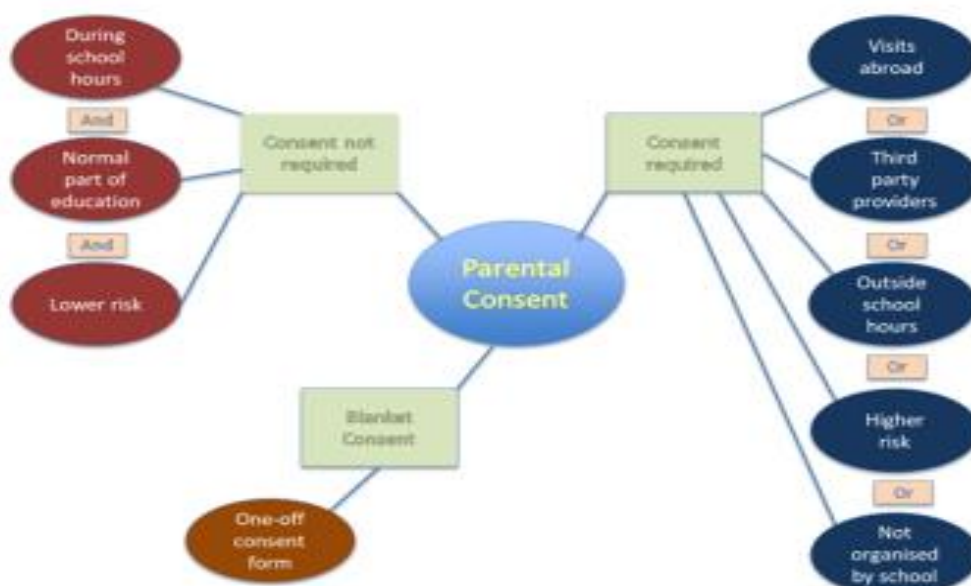 During
school
hours
And
Normal
part of
education
And
Lower risk
Consent not
required
Parental
Consent
Blanket
Consent
One-off
consent
form
Consent
required
Visits
abroad
Or
Third
party
providers
Or
Outside
school
hours
Or
Higher
risk
Or
Not
organised
by school